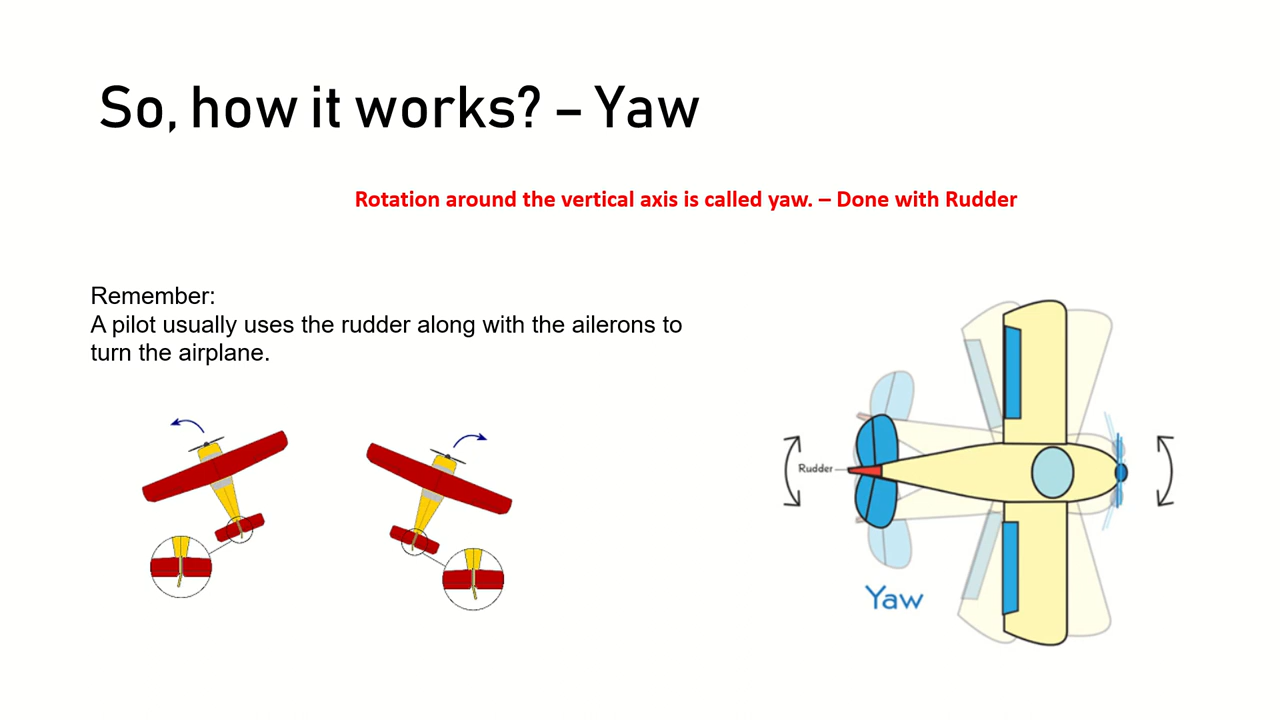 So, how it works? – Yaw
Rotation around the vertical axis is called yaw. – Done with Rudder
Remember:
A pilot usually uses the rudder along with the ailerons to
turn the airplane.
Rudder
Yaw